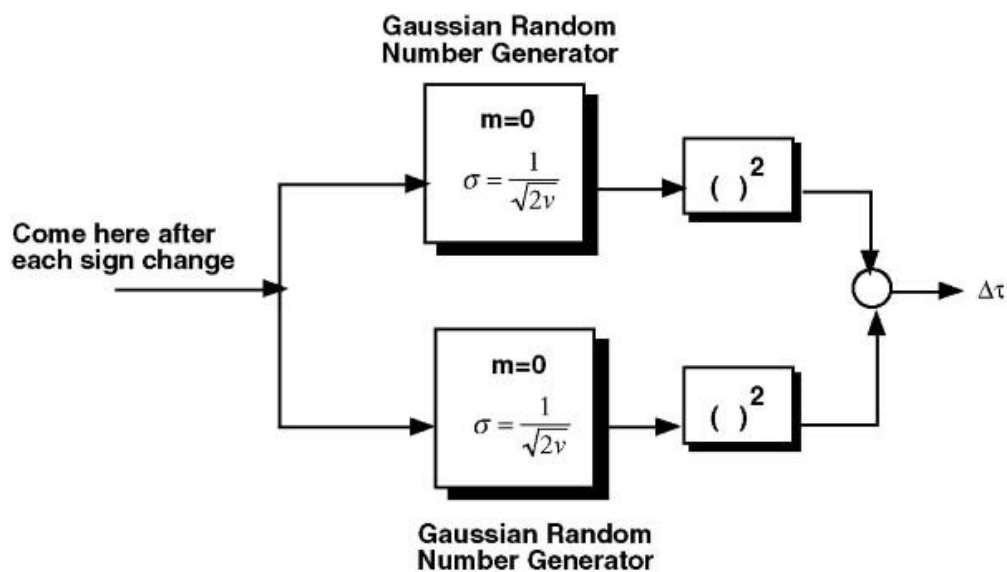 Gaussian Random
Number Generator
m=0
σ = 1/√2ν
( )²
Come here after
each sign change
Δτ
m=0
σ = 1/√2ν
( )²
Gaussian Random
Number Generator